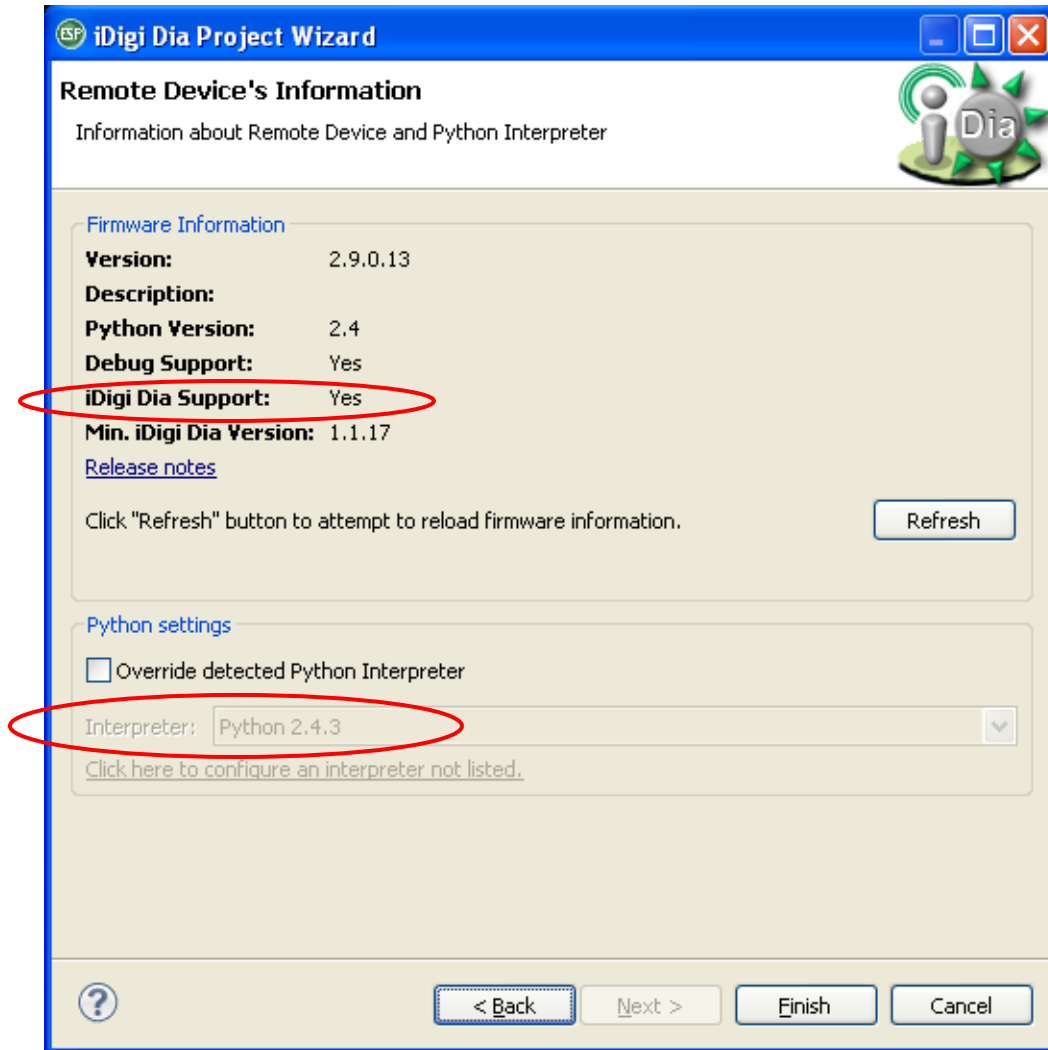 ESP iDigi Dia Project Wizard
Remote Device's Information
Information about Remote Device and Python Interpreter
Dia
Firmware Information
Version: 2.9.0.13
Description:
Python Version: 2.4
Debug Support: Yes
iDigi Dia Support: Yes
Min. iDigi Dia Version: 1.1.17
Release notes
Click "Refresh" button to attempt to reload firmware information. Refresh
Python settings
Override detected Python Interpreter
Interpreter: Python 2.4.3
Click here to configure an interpreter not listed.
? < Back Next > Finish Cancel